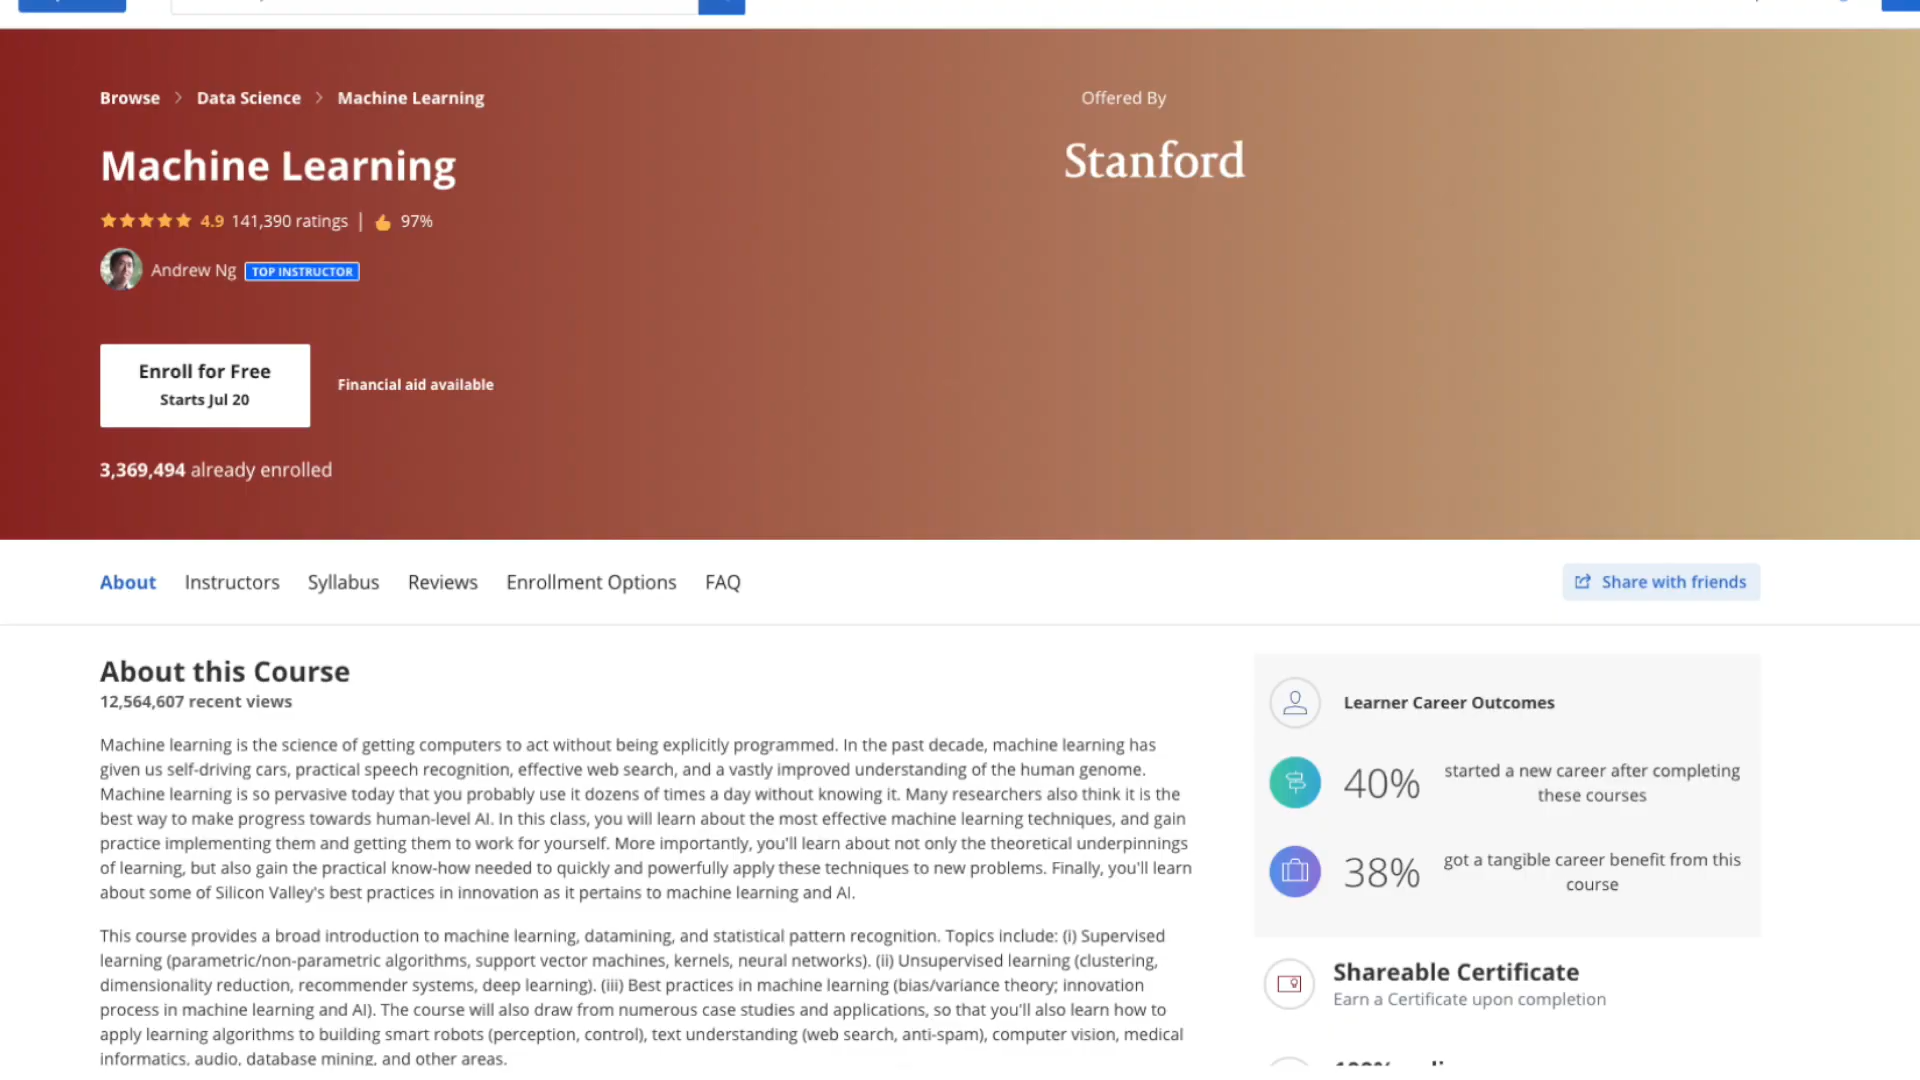 Browse > Data Science > Machine Learning
Offered By
Machine Learning
Stanford
4.9 141,390 ratings | 97%
Andrew Ng TOP INSTRUCTOR
Enroll for Free
Starts Jul 20
Financial aid available
3,369,494 already enrolled
About Instructors Syllabus Reviews Enrollment Options FAQ
Share with friends
About this Course
12,564,607 recent views
Machine learning is the science of getting computers to act without being explicitly programmed. In the past decade, machine learning has
given us self-driving cars, practical speech recognition, effective web search, and a vastly improved understanding of the human genome.
Machine learning is so pervasive today that you probably use it dozens of times a day without knowing it. Many researchers also think it is the
best way to make progress towards human-level AI. In this class, you will learn about the most effective machine learning techniques, and gain
practice implementing them and getting them to work for yourself. More importantly, you'll learn about not only the theoretical underpinnings
of learning, but also gain the practical know-how needed to quickly and powerfully apply these techniques to new problems. Finally, you'll learn
about some of Silicon Valley's best practices in innovation as it pertains to machine learning and AI.
This course provides a broad introduction to machine learning, datamining, and statistical pattern recognition. Topics include: (i) Supervised
learning (parametric/non-parametric algorithms, support vector machines, kernels, neural networks). (ii) Unsupervised learning (clustering,
dimensionality reduction, recommender systems, deep learning). (iii) Best practices in machine learning (bias/variance theory; innovation
process in machine learning and AI). The course will also draw from numerous case studies and applications, so that you'll also learn how to
apply learning algorithms to building smart robots (perception, control), text understanding (web search, anti-spam), computer vision, medical
informatics, audio, database mining, and other areas.
Learner Career Outcomes
40%
started a new career after completing
these courses
38%
got a tangible career benefit from this
course
Shareable Certificate
Earn a Certificate upon completion